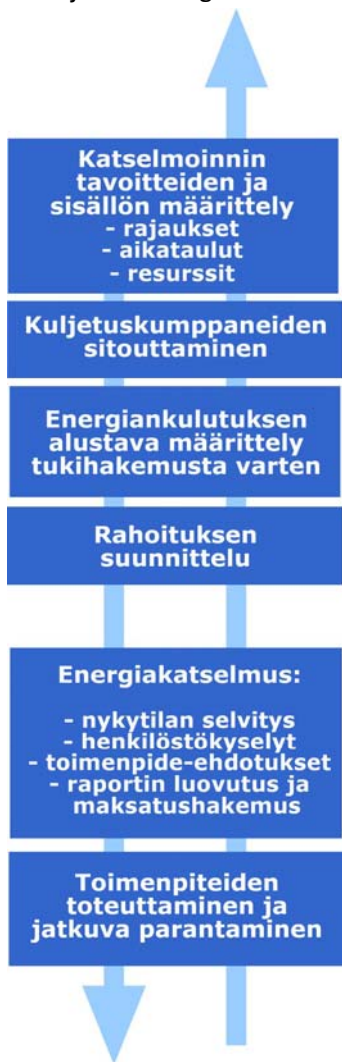 Katselmoinnin
tavoitteiden ja
sisällön määrittely
- rajaukset
- aikataulut
- resurssit
Kuljetuskumppaneiden
sitouttaminen
Energiankulutuksen
alustava määrittely
tukihakemusta varten
Rahoituksen
suunnittelu
Energiakatselmus:
- nykytilan selvitys
- henkilöstökyselyt
- toimenpide-ehdotukset
- raportin luovutus ja
maksatushakemus
Toimenpiteiden
toteuttaminen ja
jatkuva parantaminen